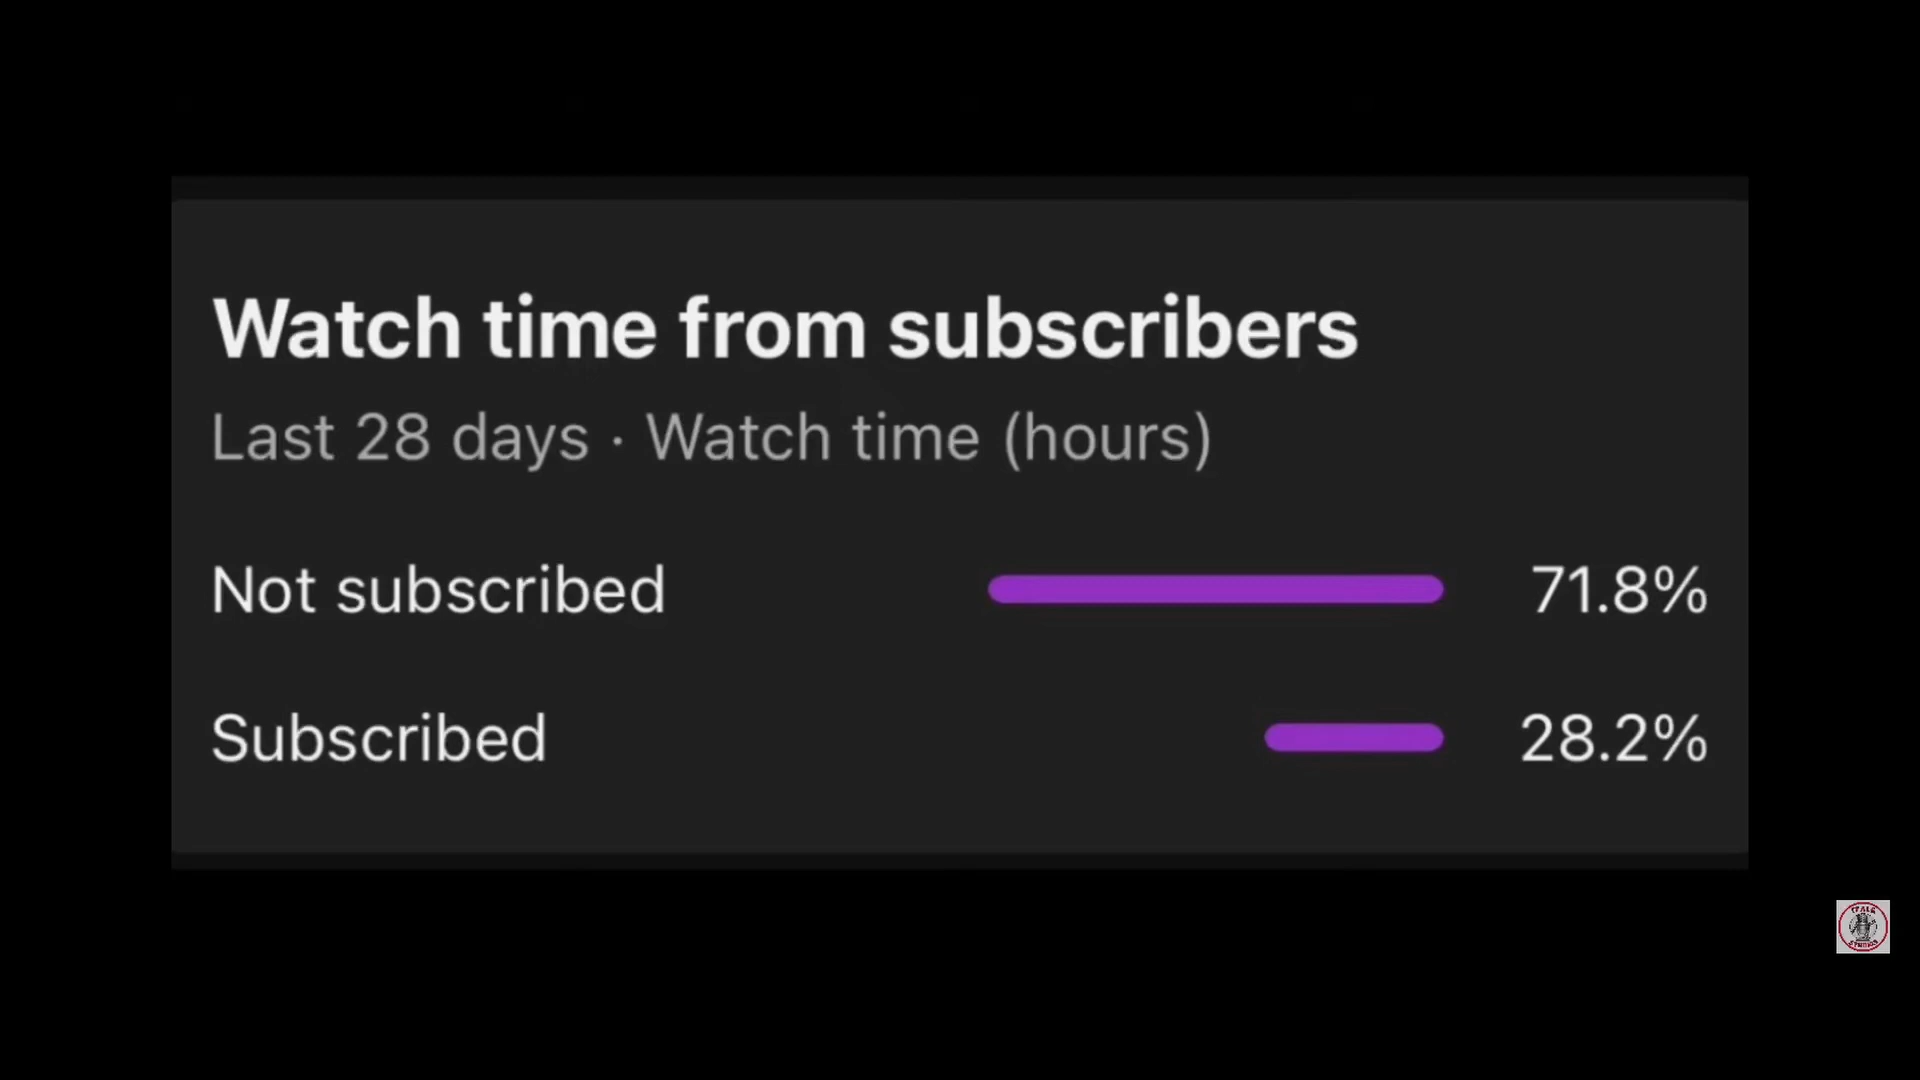 Watch time from subscribers
Last 28 days · Watch time (hours)
Not subscribed 71.8%
Subscribed 28.2%